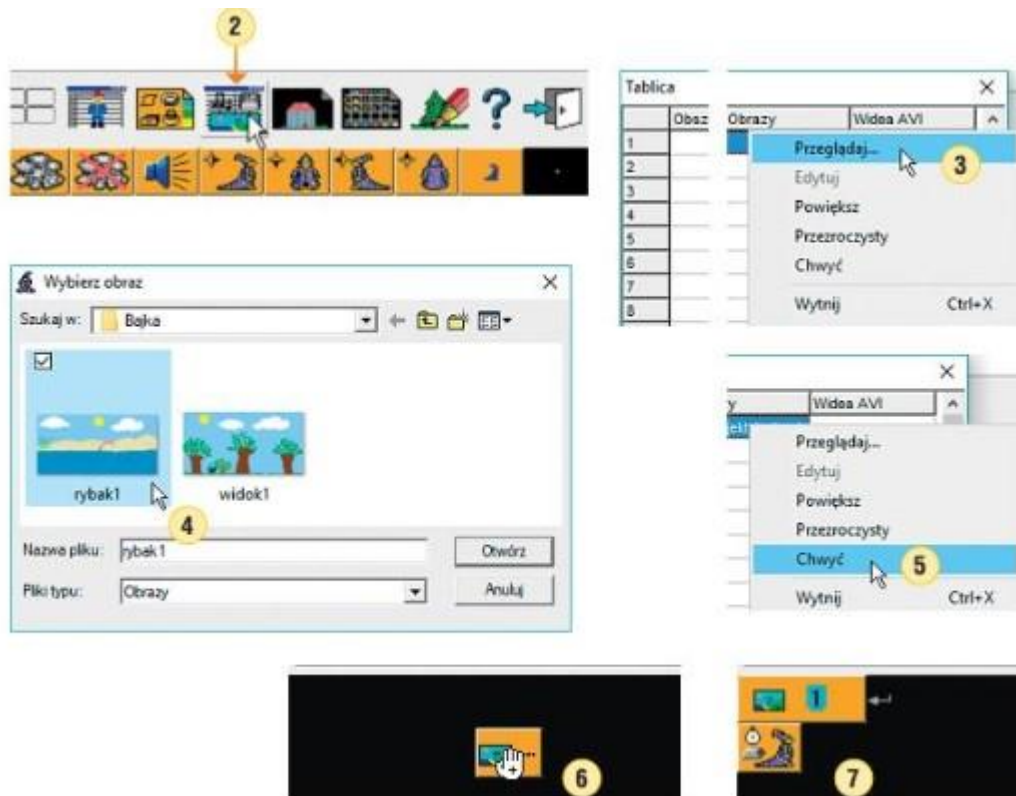 2
Tablica
Obsz
Obrazy
Widea AVI
1
2
3
4
5
6
7
8
Przeglądaj...
3
Edytuj
Powiększ
Przezroczysty
Chwyć
Wytnij Ctrl+X
Wybierz obraz
Szukaj w: Bajka
rybak1
widok1
4
Nazwa pliku: rybak1
Otwórz
Pliki typu: Obrazy
Anuluj
y
Widea AVI
Przeglądaj...
Edytuj
Powiększ
Przezroczysty
Chwyć
5
Wytnij Ctrl+X
6
1
7